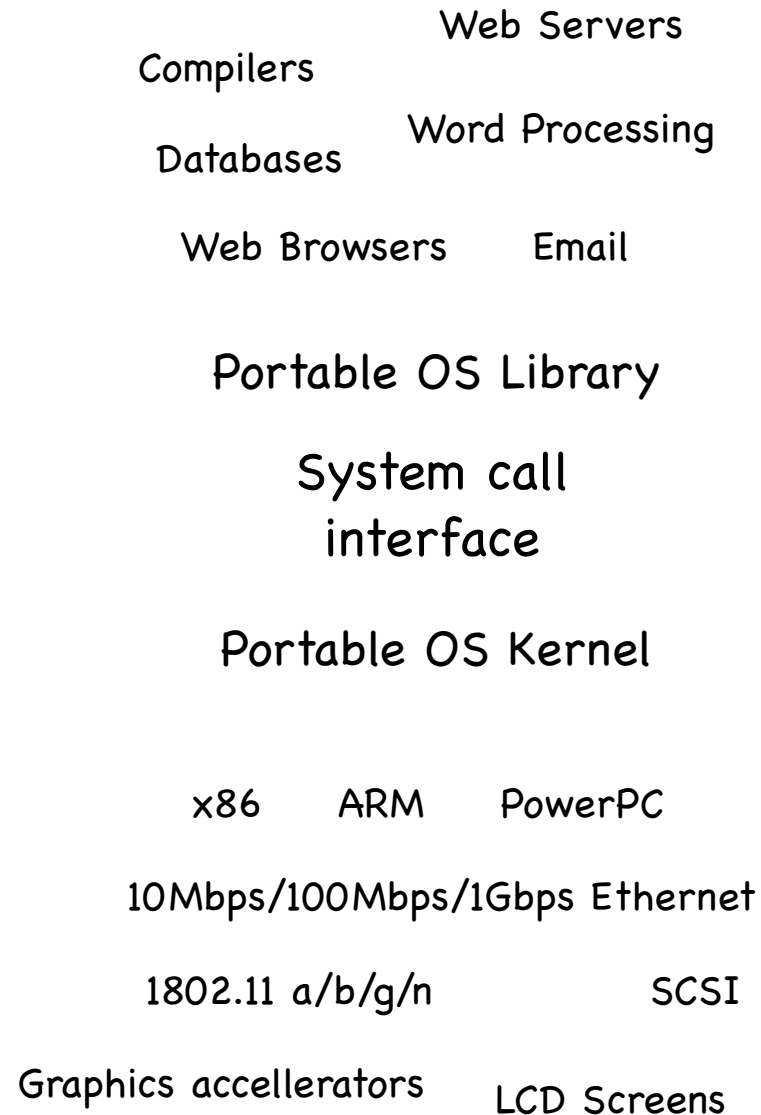 Web Servers
Compilers
Word Processing
Databases
Web Browsers Email
Portable OS Library
System call
interface
Portable OS Kernel
x86 ARM PowerPC
10Mbps/100Mbps/1Gbps Ethernet
1802.11 a/b/g/n SCSI
Graphics accellerators
LCD Screens